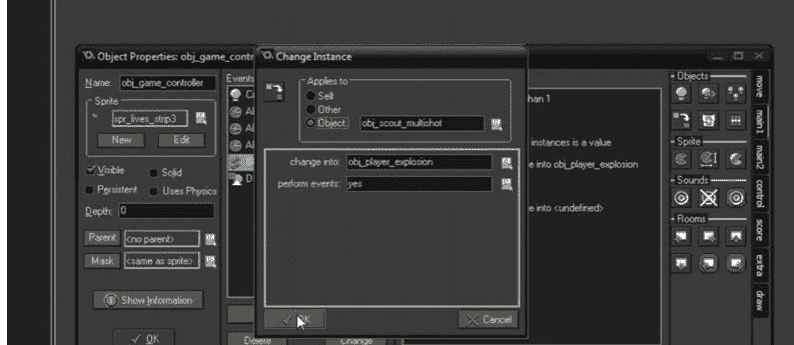 Object Properties: obj_game_contr
Change Instance
Name: obj_game_controller
Sprite
spr_lives_strip3
New Edit
Visible Solid
Persistent Uses Physics
Depth: 0
Parent <no parent>
Mask <same as sprite>
Show Information
OK
Events
Applies to
Self
Other
Object: obj_scout_multishot
change into: obj_player_explosion
perform events: yes
OK Cancel
Delete Change
han 1
instances is a value
e into obj_player_explosion
e into <undefined>
Objects
Sprite
Sounds
Rooms
move
main1
main2
control
score
extra
draw